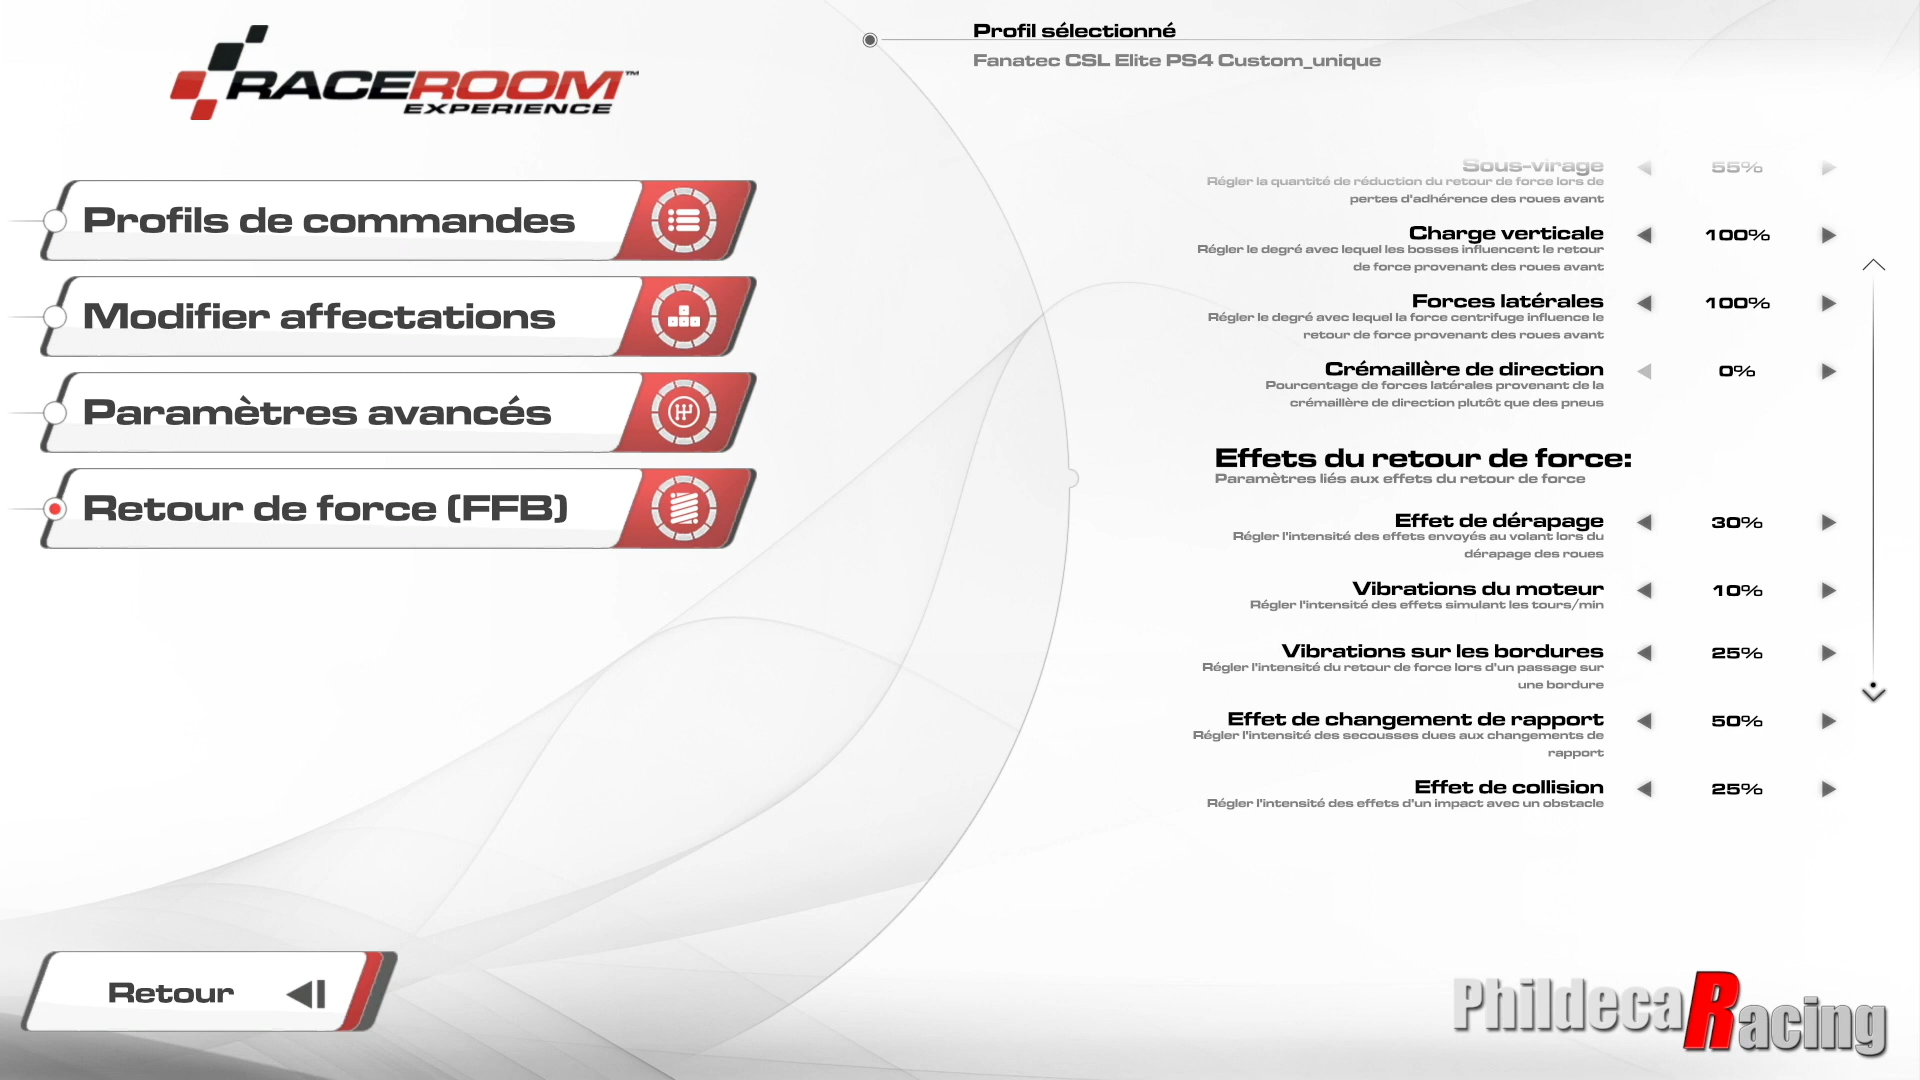 RACEROOM™
EXPERIENCE
Profil sélectionné
Fanatec CSL Elite PS4 Custom_unique
Profils de commandes
Modifier affectations
Paramètres avancés
Retour de force (FFB)
Sous-virage 55%
Régler la quantité de réduction du retour de force lors de
pertes d'adhérence des roues avant
Charge verticale 100%
Régler le degré avec lequel les bosses influencent le retour
de force provenant des roues avant
Forces latérales 100%
Régler le degré avec lequel la force centrifuge influence le
retour de force provenant des roues avant
Crémaillère de direction 0%
Pourcentage de forces latérales provenant de la
crémaillère de direction plutôt que des pneus
Effets du retour de force:
Paramètres liés aux effets du retour de force
Effet de dérapage 30%
Régler l'intensité des effets envoyés au volant lors du
dérapage des roues
Vibrations du moteur 10%
Régler l'intensité des effets simulant les tours/min
Vibrations sur les bordures 25%
Régler l'intensité du retour de force lors d'un passage sur
une bordure
Effet de changement de rapport 50%
Régler l'intensité des secousses dues aux changements de
rapport
Effet de collision 25%
Régler l'intensité des effets d'un impact avec un obstacle
Retour
Phildeca Racing